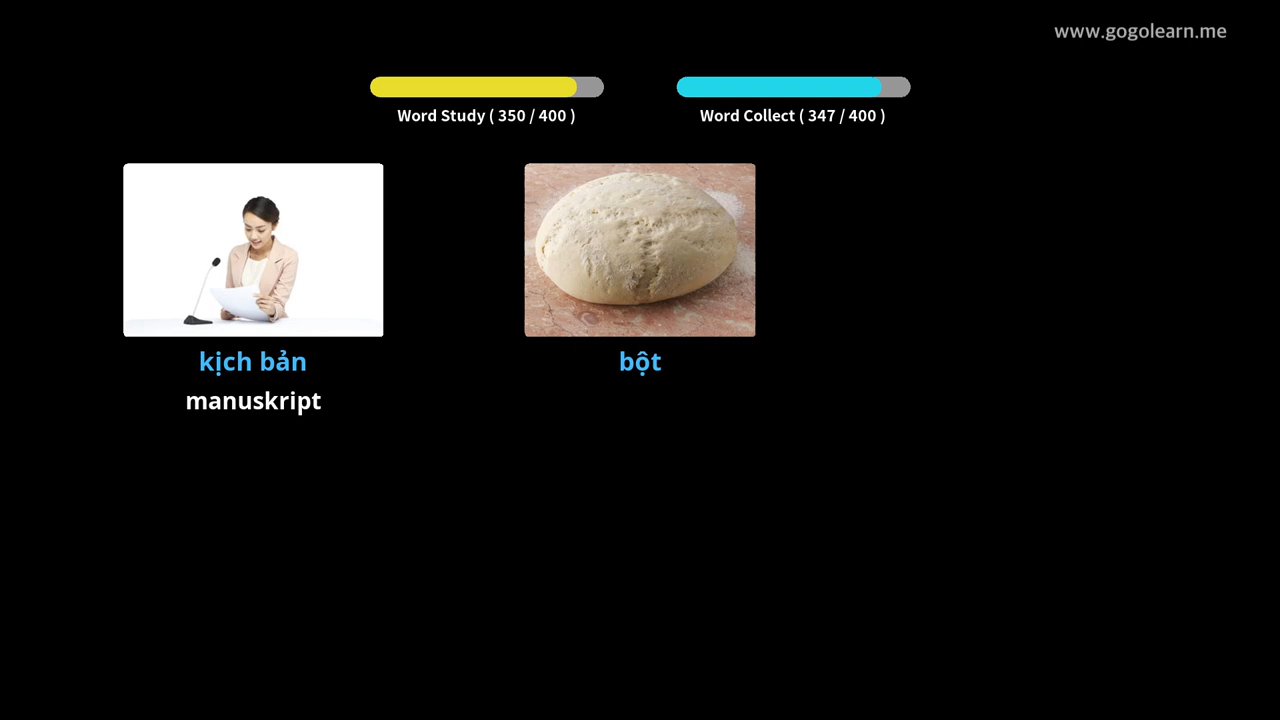 www.gogolearn.me
Word Study ( 350 / 400 )
Word Collect ( 347 / 400 )
kịch bản
manuskript
bột